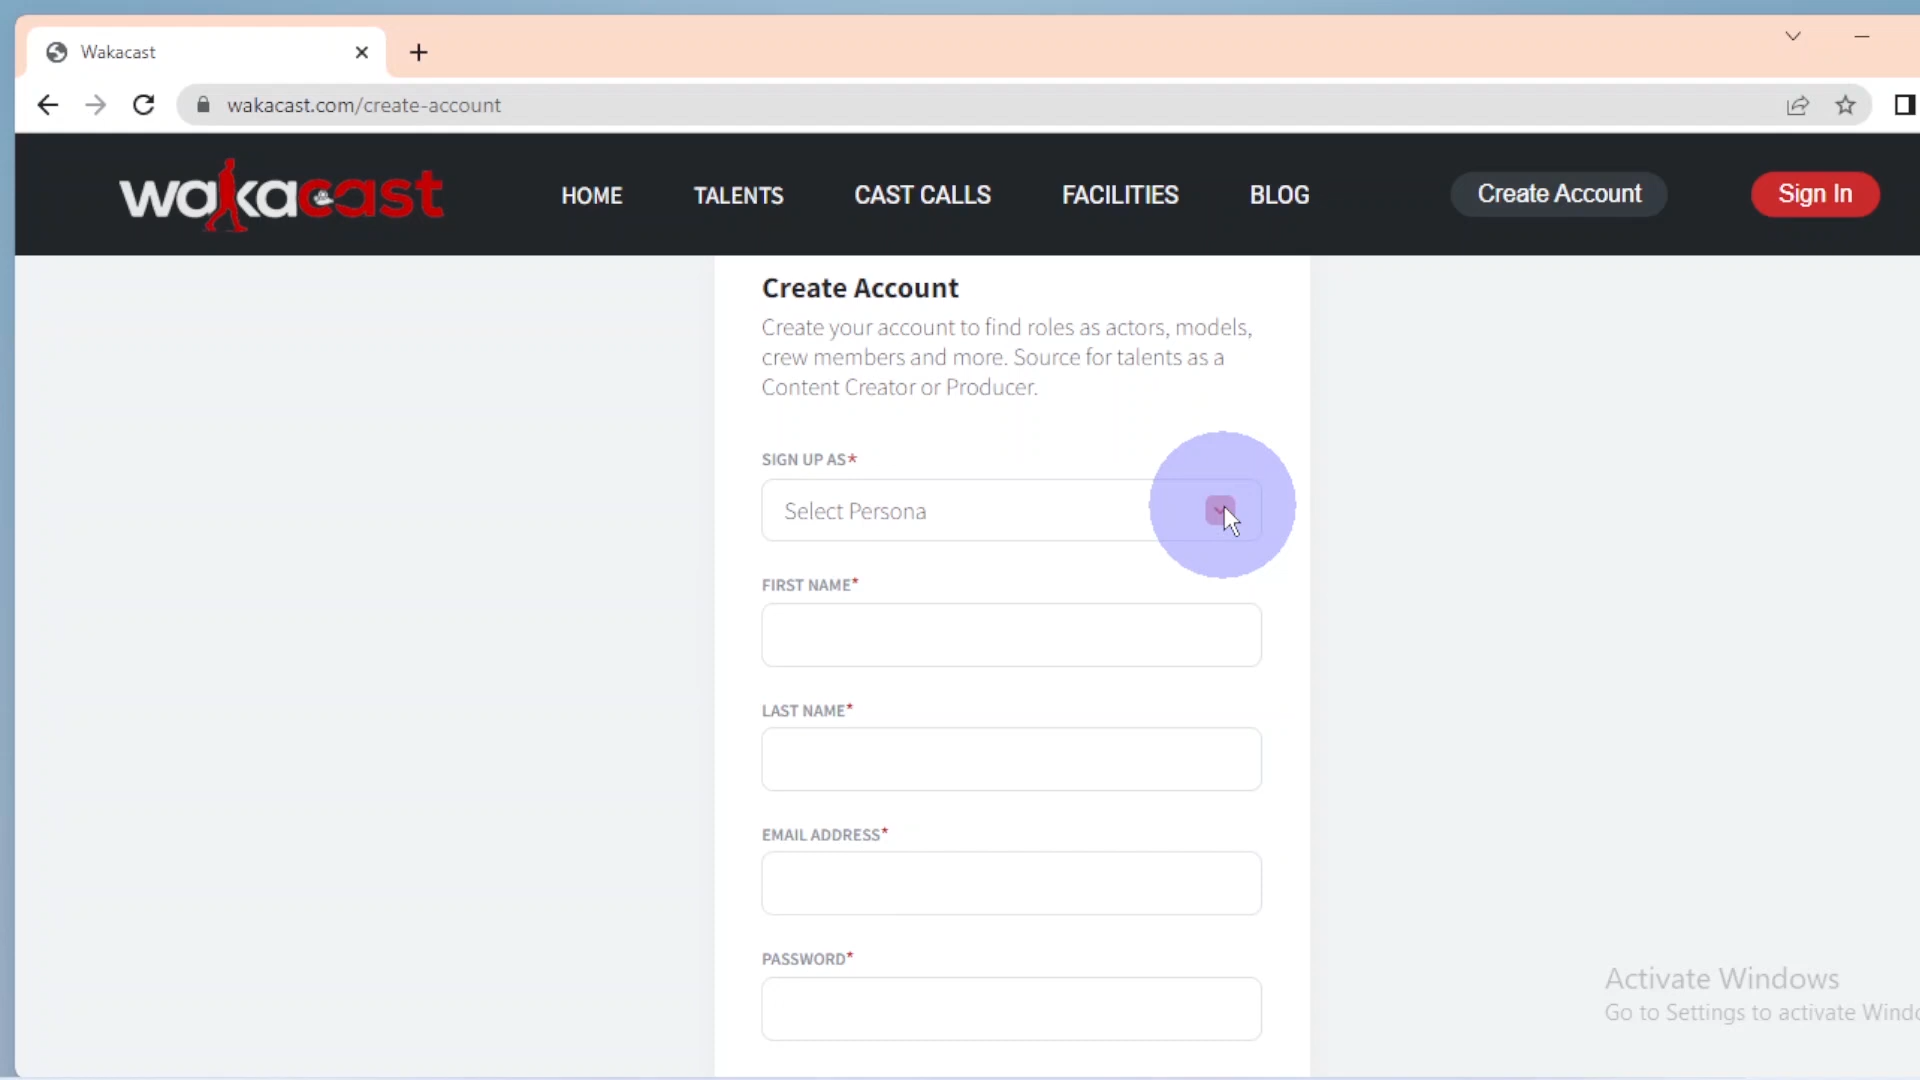 Wakacast
wakacast.com/create-account
wakacast
HOME
TALENTS
CAST CALLS
FACILITIES
BLOG
Create Account
Sign In
Create Account
Create your account to find roles as actors, models,
crew members and more. Source for talents as a
Content Creator or Producer.
SIGN UP AS*
Select Persona
FIRST NAME*
LAST NAME*
EMAIL ADDRESS*
PASSWORD*
Activate Windows
Go to Settings to activate Windo